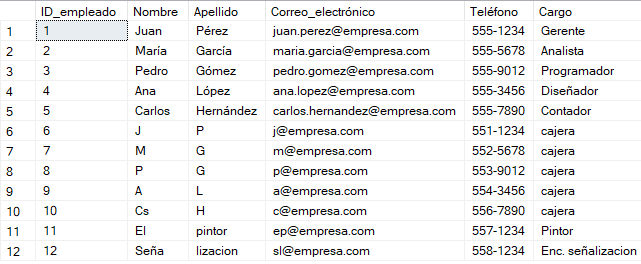 ID_empleado Nombre Apellido Correo_electrónico Teléfono Cargo
1 1 Juan Pérez juan.perez@empresa.com 555-1234 Gerente
2 2 María García maria.garcia@empresa.com 555-5678 Analista
3 3 Pedro Gómez pedro.gomez@empresa.com 555-9012 Programador
4 4 Ana López ana.lopez@empresa.com 555-3456 Diseñador
5 5 Carlos Hernández carlos.hernandez@empresa.com 555-7890 Contador
6 6 J P j@empresa.com 551-1234 cajera
7 7 M G m@empresa.com 552-5678 cajera
8 8 P G p@empresa.com 553-9012 cajera
9 9 A L a@empresa.com 554-3456 cajera
10 10 Cs H c@empresa.com 556-7890 cajera
11 11 El pintor ep@empresa.com 557-1234 Pintor
12 12 Seña lizacion sl@empresa.com 558-1234 Enc. señalizacion